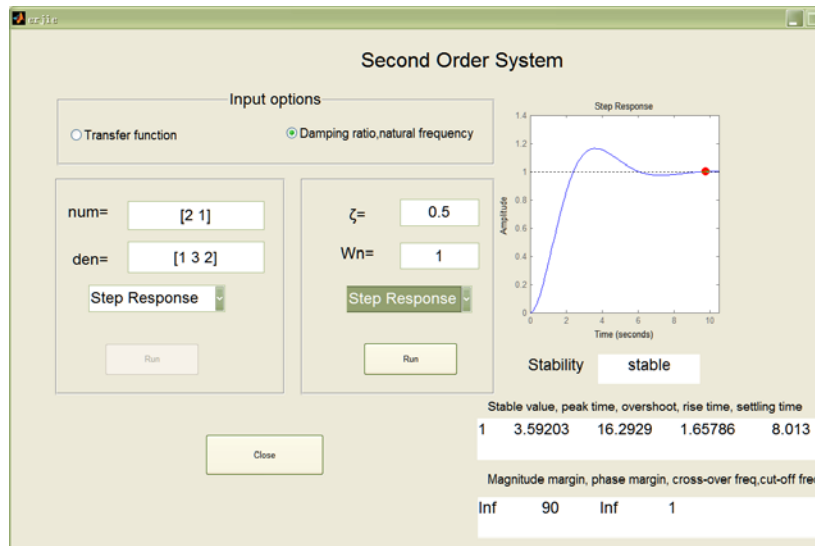 erjie
Second Order System
Input options
Transfer function
Damping ratio,natural frequency
num=
[2 1]
den=
[1 3 2]
Step Response
Run
ζ=
0.5
Wn=
1
Step Response
Run
Close
Step Response
Amplitude
1.4
1.2
1
0.8
0.6
0.4
0.2
0
0 2 4 6 8 10
Time (seconds)
Stability
stable
Stable value, peak time, overshoot, rise time, settling time
1 3.59203 16.2929 1.65786 8.013
Magnitude margin, phase margin, cross-over freq,cut-off fre
Inf 90 Inf 1